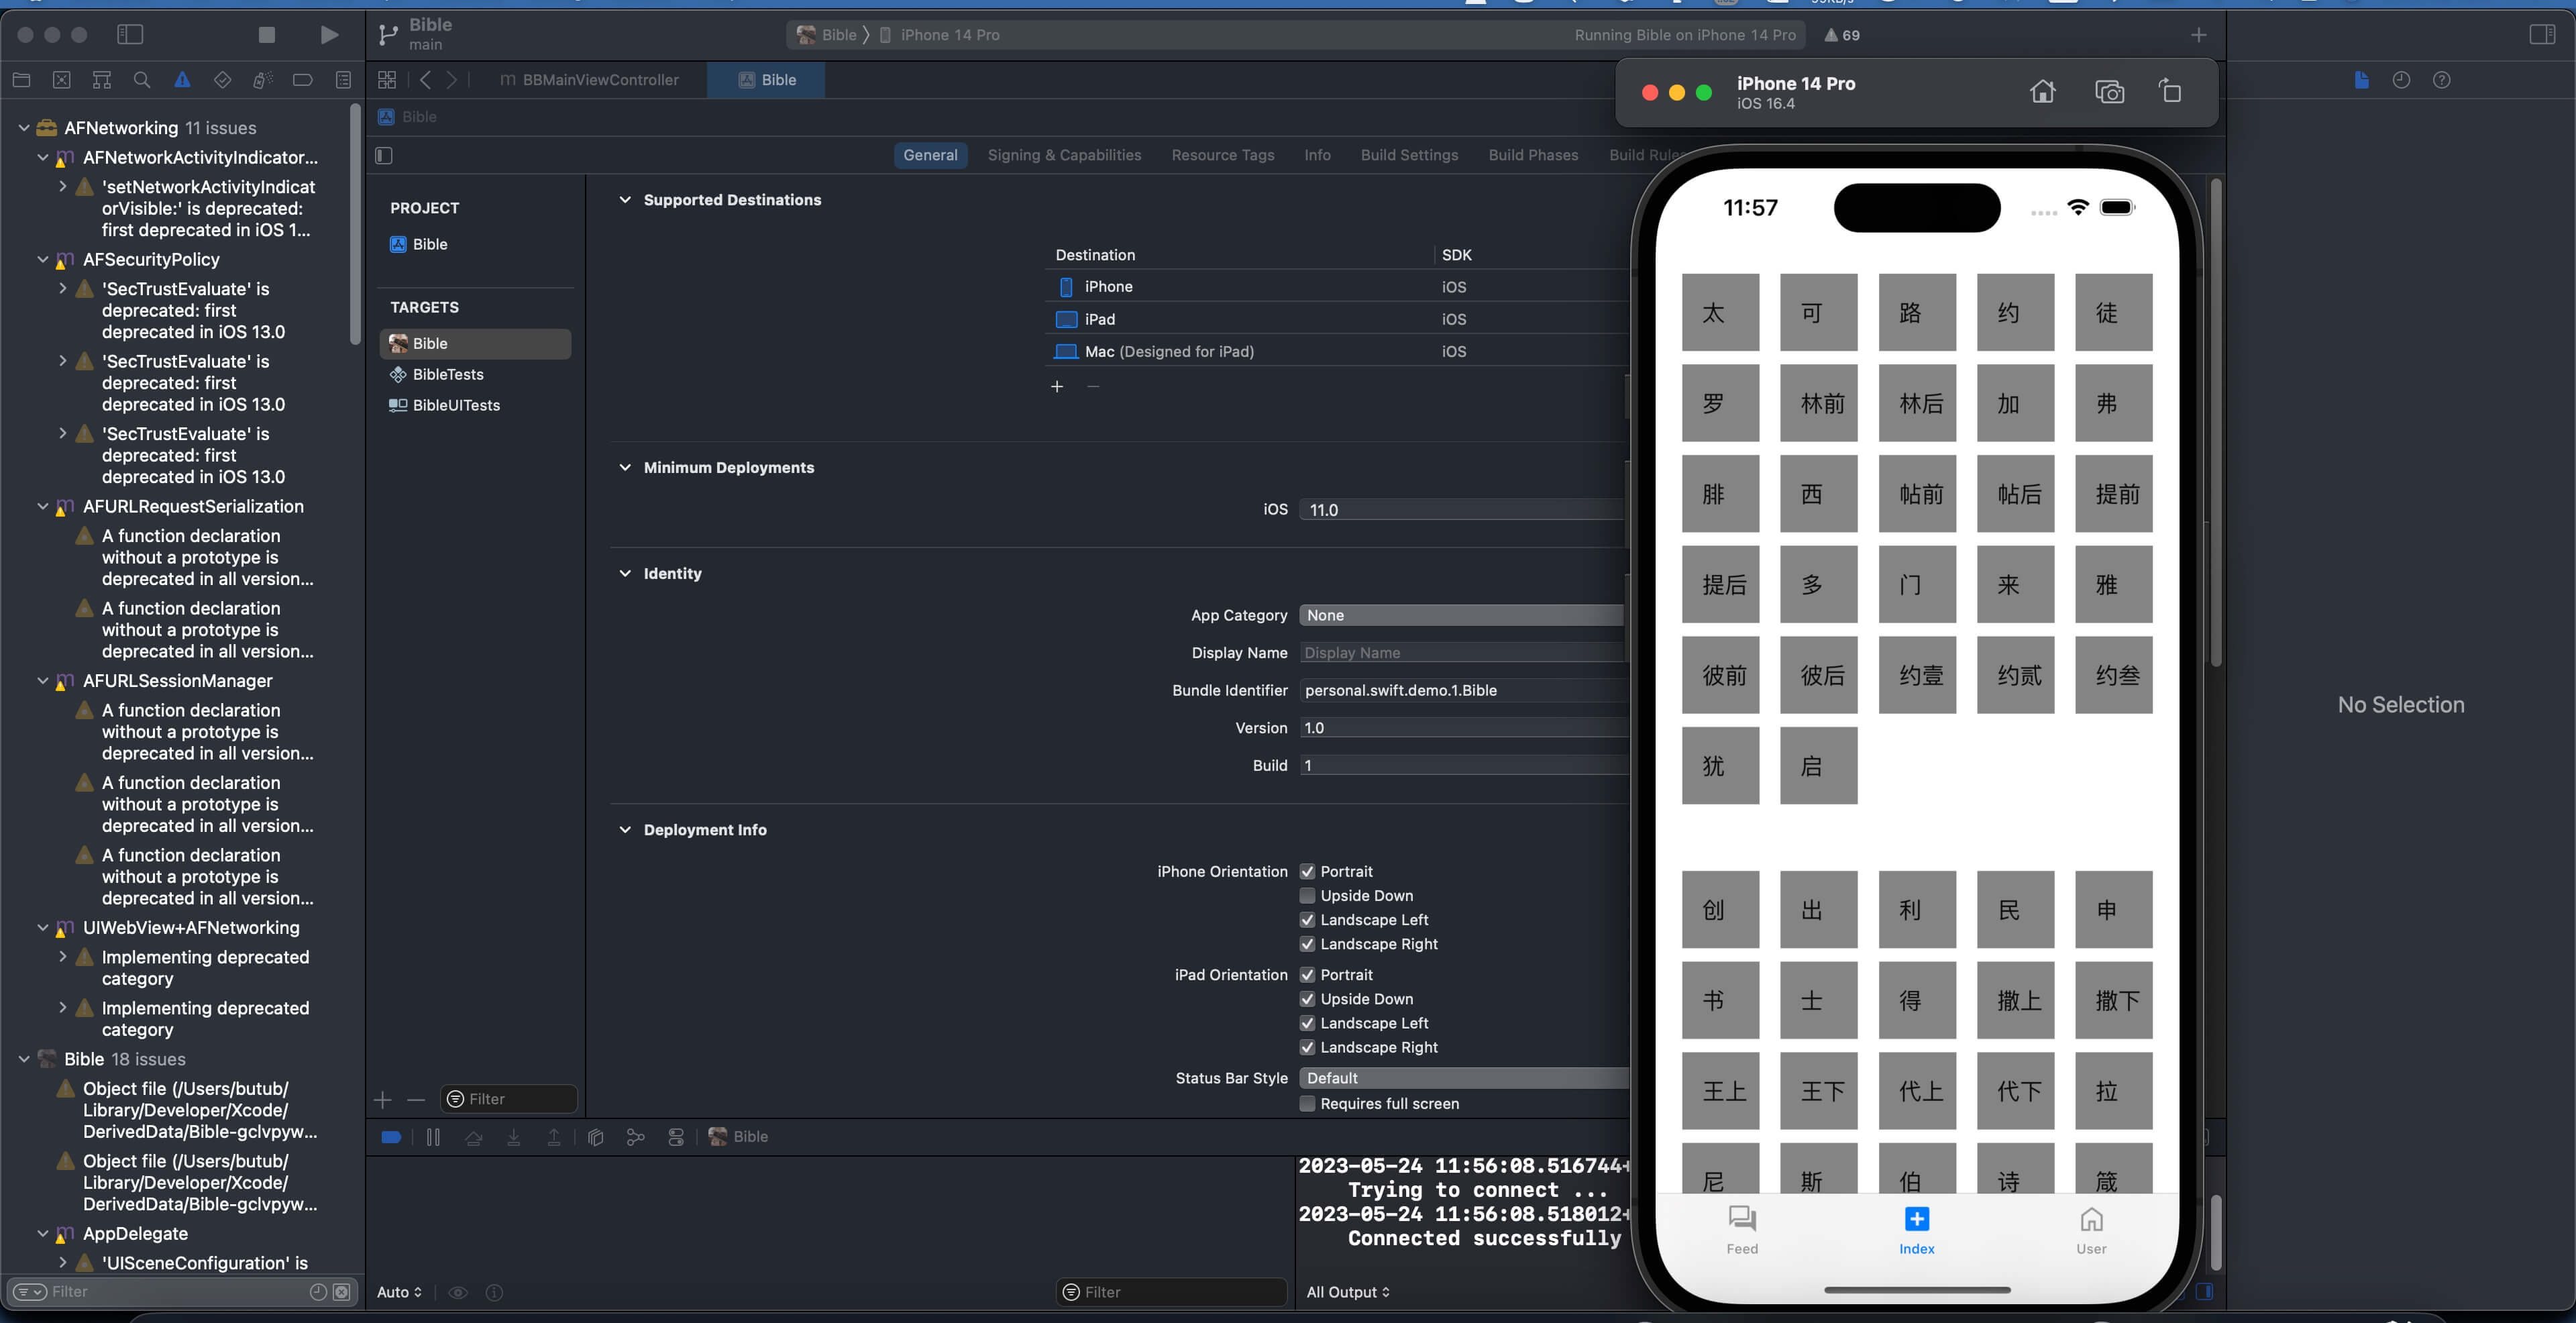 Bible
main
Bible
iPhone 14 Pro
Running Bible on iPhone 14 Pro
69
BBMainViewController
Bible
Bible
General
Signing & Capabilities
Resource Tags
Info
Build Settings
Build Phases
AFNetworking 11 issues
AFNetworkActivityIndicator...
'setNetworkActivityIndicat
orVisible:' is deprecated:
first deprecated in iOS 1...
AFSecurityPolicy
'SecTrustEvaluate' is
deprecated: first
deprecated in iOS 13.0
'SecTrustEvaluate' is
deprecated: first
deprecated in iOS 13.0
'SecTrustEvaluate' is
deprecated: first
deprecated in iOS 13.0
AFURLRequestSerialization
A function declaration
without a prototype is
deprecated in all version...
A function declaration
without a prototype is
deprecated in all version...
AFURLSessionManager
A function declaration
without a prototype is
deprecated in all version...
A function declaration
without a prototype is
deprecated in all version...
A function declaration
without a prototype is
deprecated in all version...
UIWebView+AFNetworking
Implementing deprecated
category
Implementing deprecated
category
Bible 18 issues
Object file (/Users/butub/
Library/Developer/Xcode/
DerivedData/Bible-gclvpyw...
Object file (/Users/butub/
Library/Developer/Xcode/
DerivedData/Bible-gclvpyw...
AppDelegate
'UISceneConfiguration' is
Filter
PROJECT
Bible
TARGETS
Bible
BibleTests
BibleUITests
Filter
Supported Destinations
Destination SDK
iPhone iOS
iPad iOS
Mac (Designed for iPad) iOS
Minimum Deployments
iOS 11.0
Identity
App Category None
Display Name Display Name
Bundle Identifier personal.swift.demo.1.Bible
Version 1.0
Build 1
Deployment Info
iPhone Orientation Portrait
Upside Down
Landscape Left
Landscape Right
iPad Orientation Portrait
Upside Down
Landscape Left
Landscape Right
Status Bar Style Default
Requires full screen
Bible
2023-05-24 11:56:08.516744+
Trying to connect ...
2023-05-24 11:56:08.518012+
Connected successfully
Auto
Filter
All Output
iPhone 14 Pro
iOS 16.4
11:57
太 可 路 约 徒
罗 林前 林后 加 弗
腓 西 帖前 帖后 提前
提后 多 门 来 雅
彼前 彼后 约壹 约贰 约叁
犹 启
创 出 利 民 申
书 士 得 撒上 撒下
王上 王下 代上 代下 拉
尼 斯 伯 诗 箴
Feed Index User
No Selection